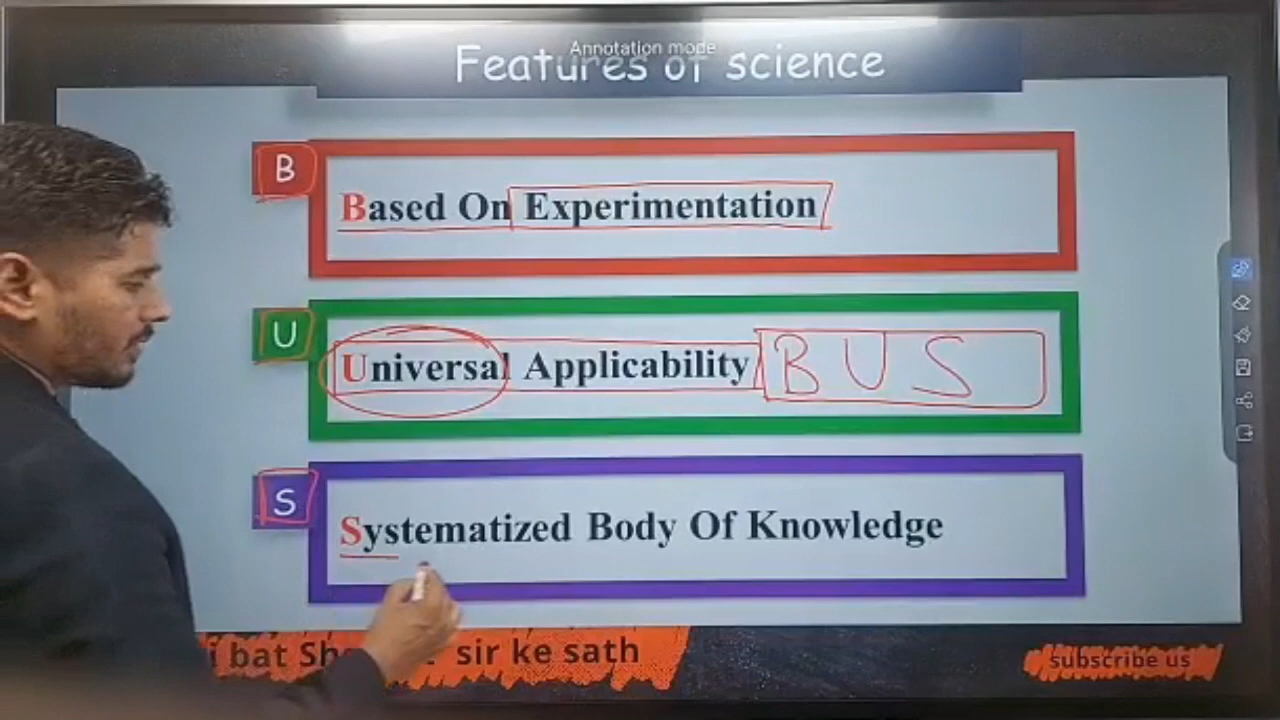 Annotation mode
Features of science
B
Based On Experimentation
U
Universal Applicability
BUS
S
Systematized Body Of Knowledge
bat
sir ke sath
subscribe us